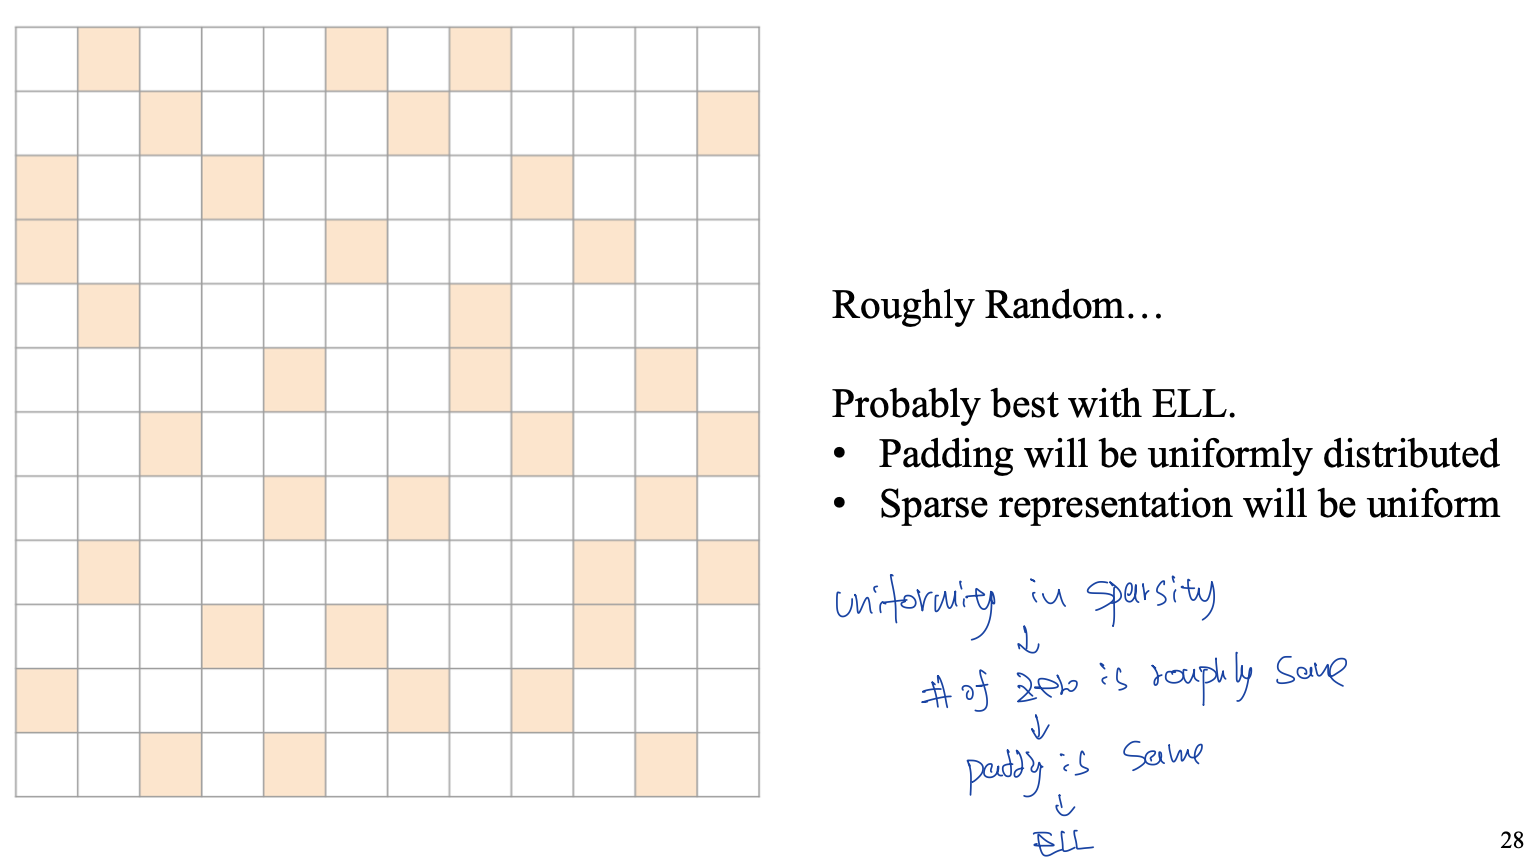 Roughly Random…
Probably best with ELL.
• Padding will be uniformly distributed
• Sparse representation will be uniform
uniformity in sparsity
↓
# of zero is roughly same
↓
paddy is same
↓
ELL
28